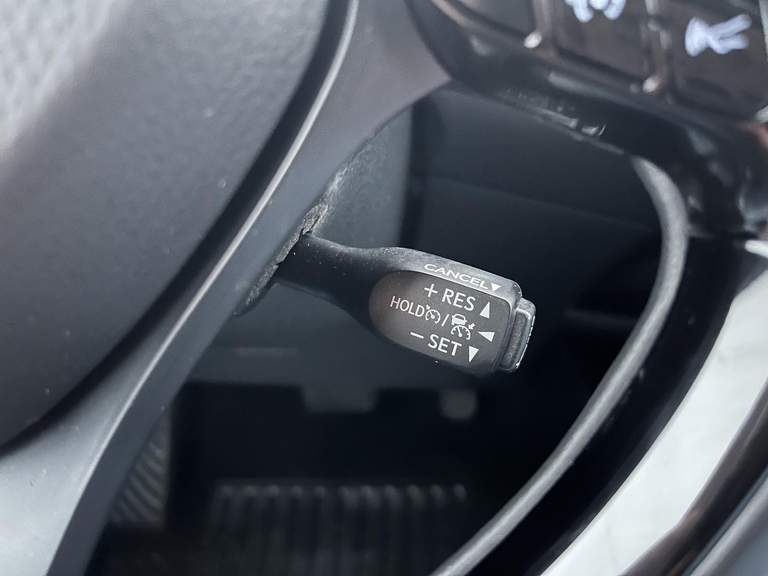 CANCEL▼
+ RES ▲
HOLD /
− SET ▼